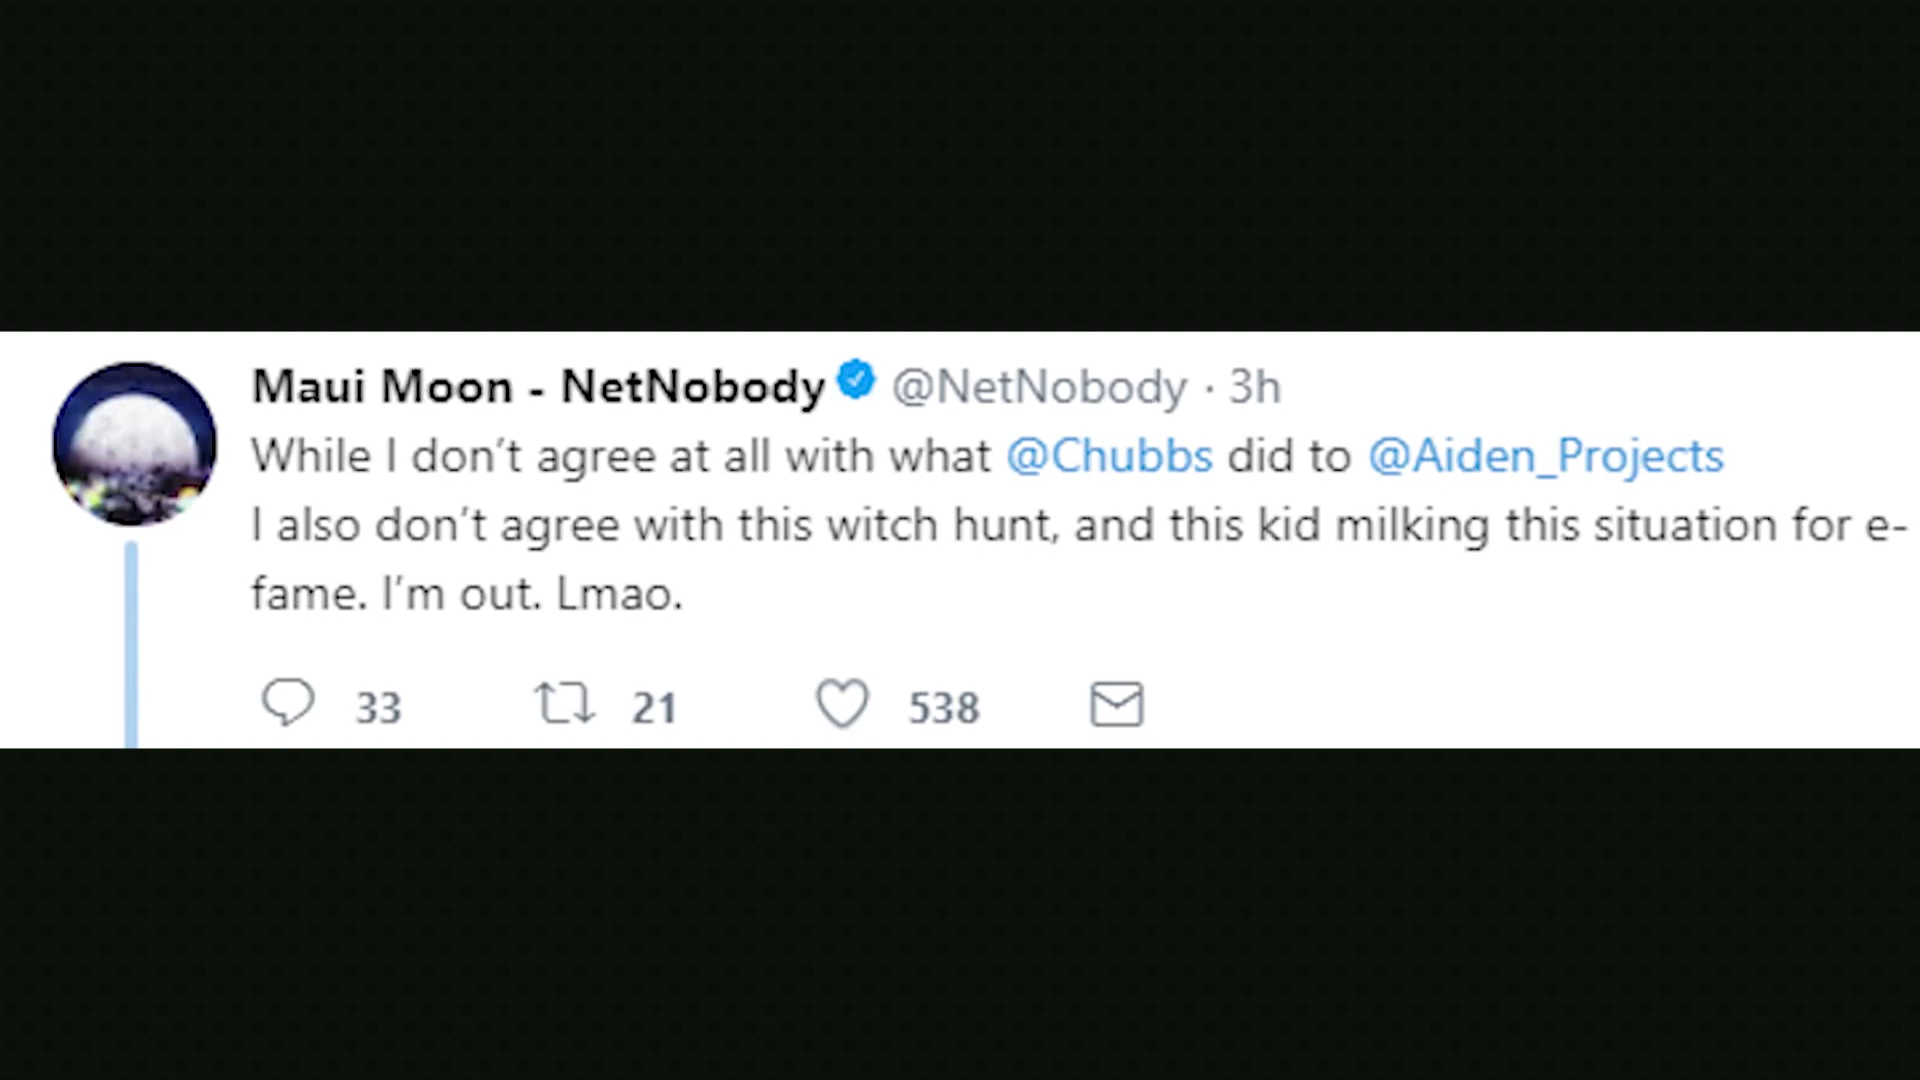 Maui Moon - NetNobody @NetNobody · 3h
While I don’t agree at all with what @Chubbs did to @Aiden_Projects
I also don’t agree with this witch hunt, and this kid milking this situation for e-
fame. I’m out. Lmao.
33 21 538